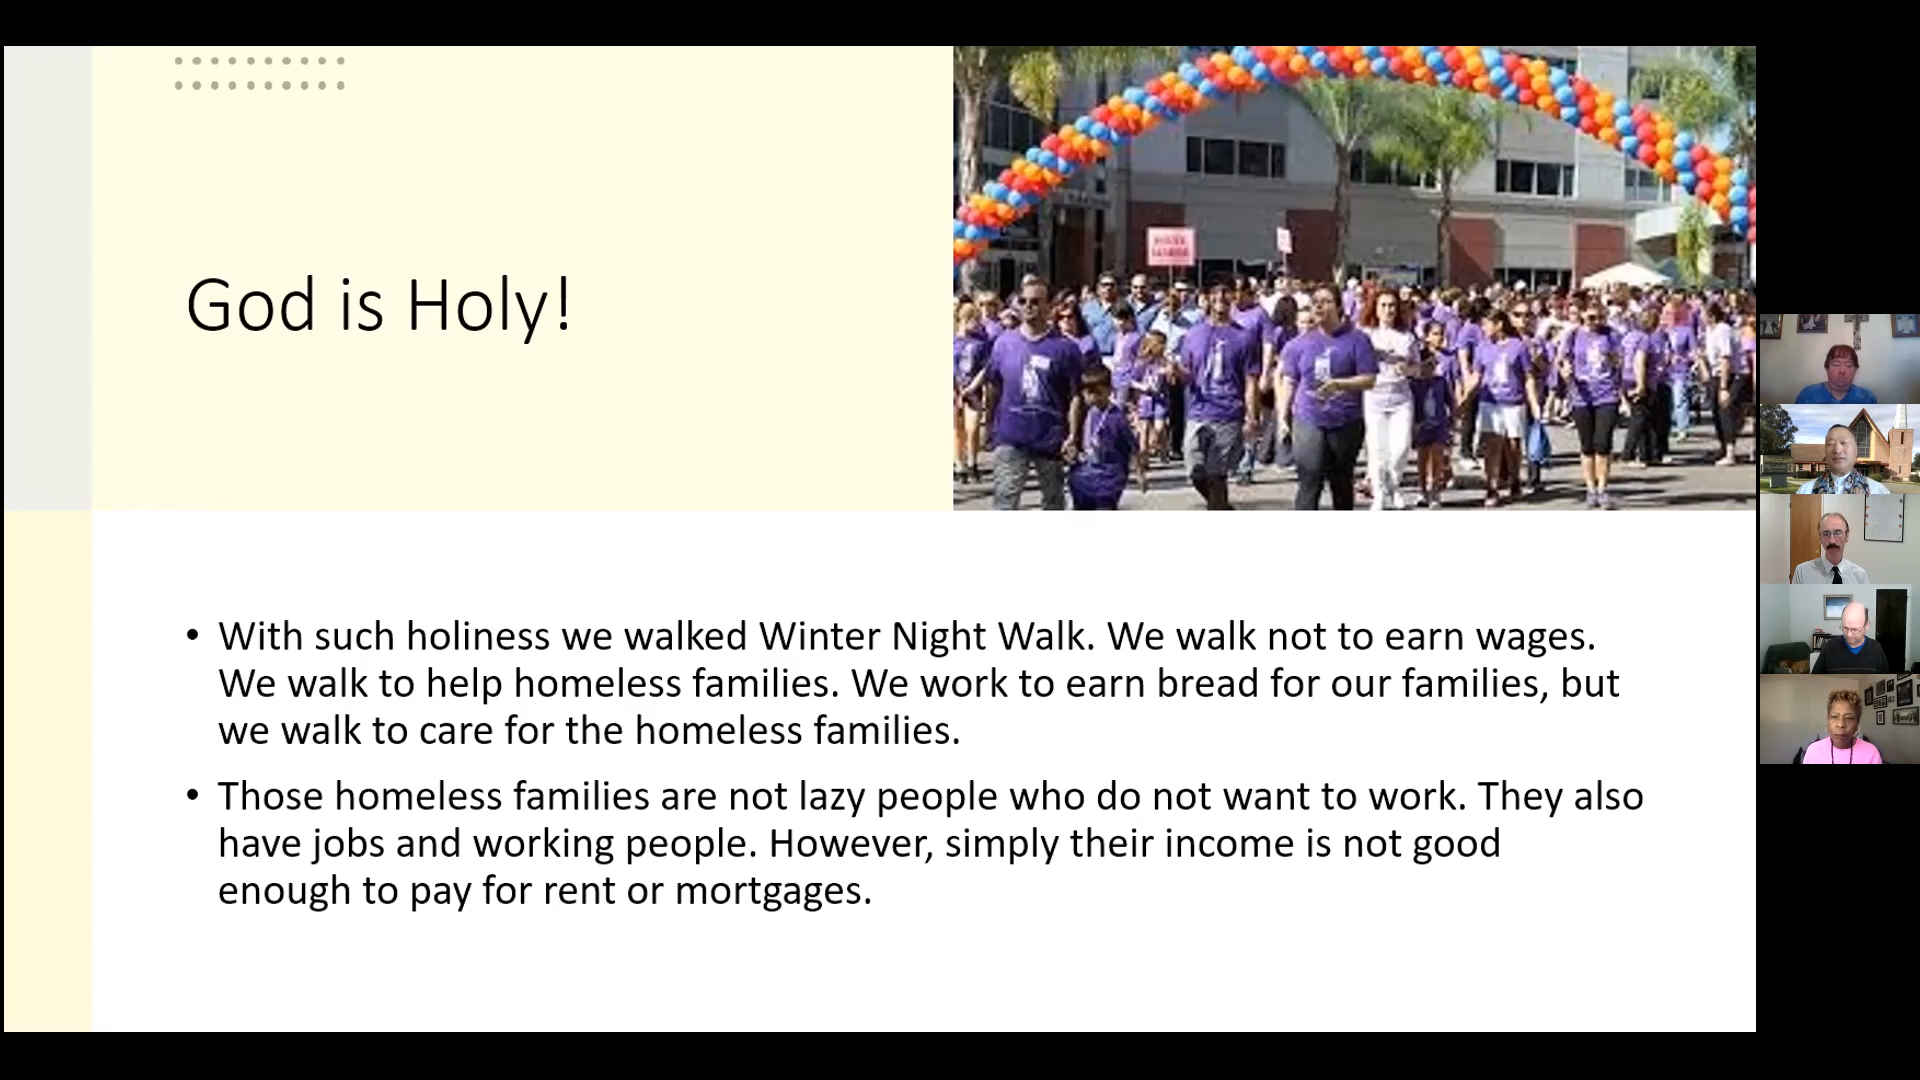 God is Holy!
• With such holiness we walked Winter Night Walk. We walk not to earn wages.
We walk to help homeless families. We work to earn bread for our families, but
we walk to care for the homeless families.
• Those homeless families are not lazy people who do not want to work. They also
have jobs and working people. However, simply their income is not good
enough to pay for rent or mortgages.